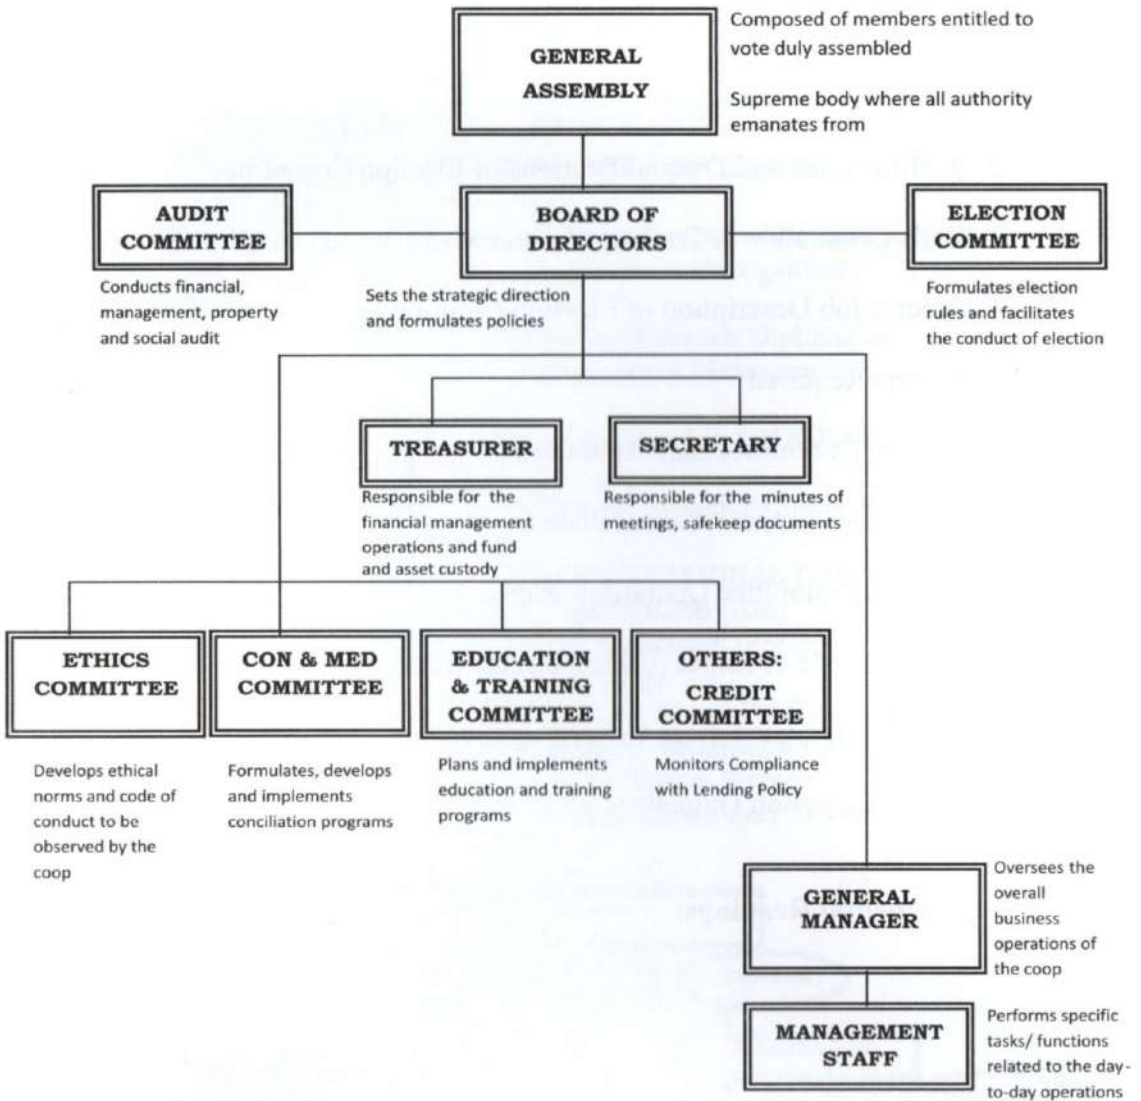 GENERAL
ASSEMBLY
Composed of members entitled to
vote duly assembled
Supreme body where all authority
emanates from
AUDIT
COMMITTEE
Conducts financial,
management, property
and social audit
BOARD OF
DIRECTORS
Sets the strategic direction
and formulates policies
ELECTION
COMMITTEE
Formulates election
rules and facilitates
the conduct of election
TREASURER
Responsible for the
financial management
operations and fund
and asset custody
SECRETARY
Responsible for the minutes of
meetings, safekeep documents
ETHICS
COMMITTEE
Develops ethical
norms and code of
conduct to be
observed by the
coop
CON & MED
COMMITTEE
Formulates, develops
and implements
conciliation programs
EDUCATION
& TRAINING
COMMITTEE
Plans and implements
education and training
programs
OTHERS:
CREDIT
COMMITTEE
Monitors Compliance
with Lending Policy
GENERAL
MANAGER
Oversees the
overall
business
operations of
the coop
MANAGEMENT
STAFF
Performs specific
tasks/ functions
related to the day-
to-day operations